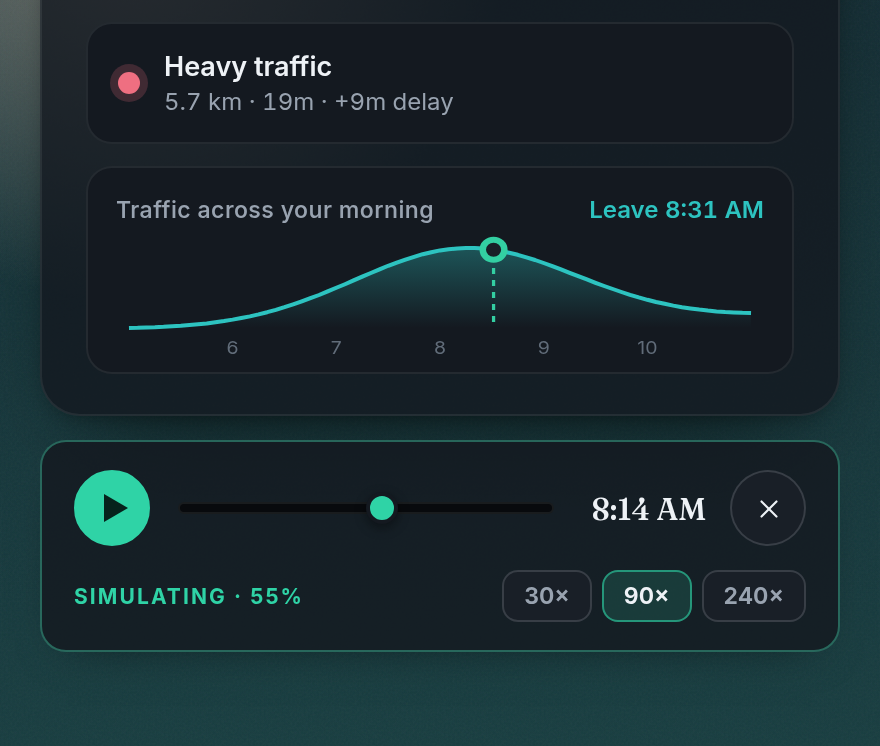 Heavy traffic
5.7 km · 19m · +9m delay
Traffic across your morning
Leave 8:31 AM
6 7 8 9 10
8:14 AM
SIMULATING · 55%
30× 90× 240×